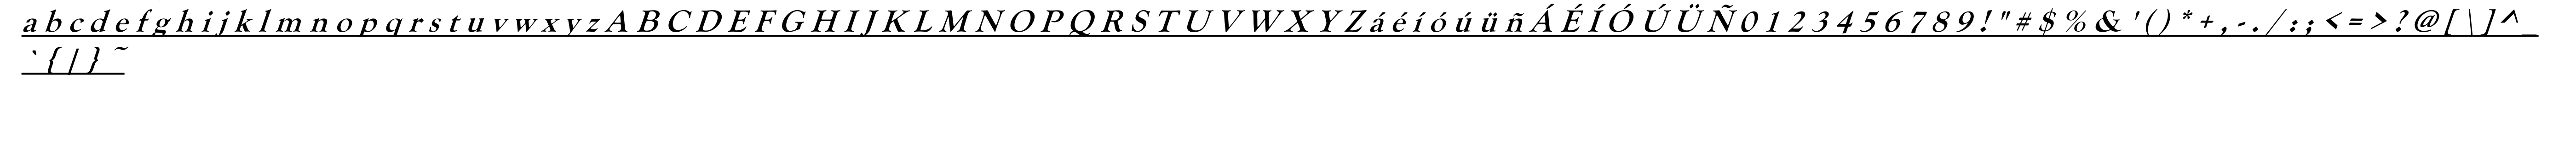 a b c d e f g h i j k l m n o p q r s t u v w x y z A B C D E F G H I J K L M N O P Q R S T U V W X Y Z á é í ó ú ü ñ Á É Í Ó Ú Ü Ñ 0 1 2 3 4 5 6 7 8 9 ! " # $ % & ' ( ) * + , - . / : ; < = > ? @ [ \ ] ^ _
` { | } ~